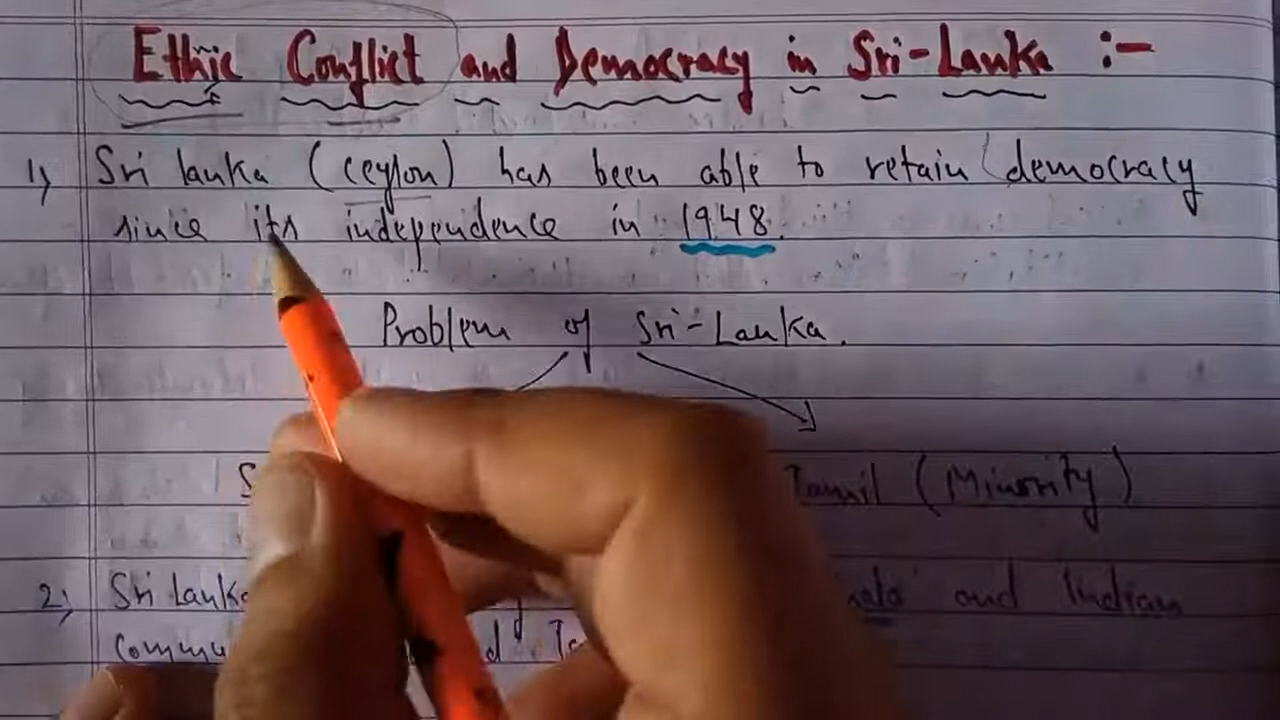 Ethic Conflict and Democracy in Sri-Lanka :-
1) Sri lanka (ceylon) has been able to retain democracy
since its independence in 1948.
Problem of Sri-Lanka.
Tamil (Minority)
2) Sri Lanka and Indian